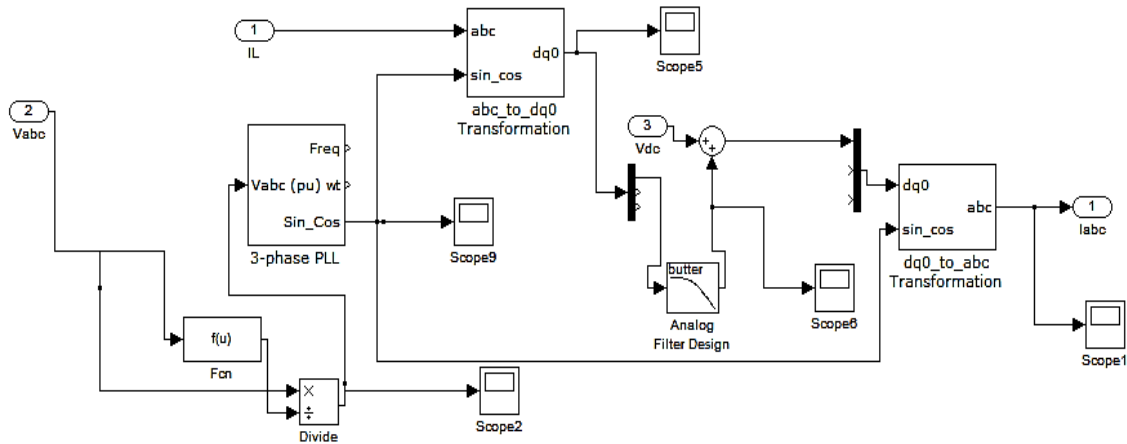 1
IL
abc
sin_cos
dq0
abc_to_dq0
Transformation
Scope5
2
Vabc
Freq
Vabc (pu) wt
Sin_Cos
3-phase PLL
Scope9
3
Vdc
+
+
butter
Analog
Filter Design
Scope6
dq0
sin_cos
abc
dq0_to_abc
Transformation
1
Iabc
Scope1
f(u)
Fcn
×
÷
Divide
Scope2